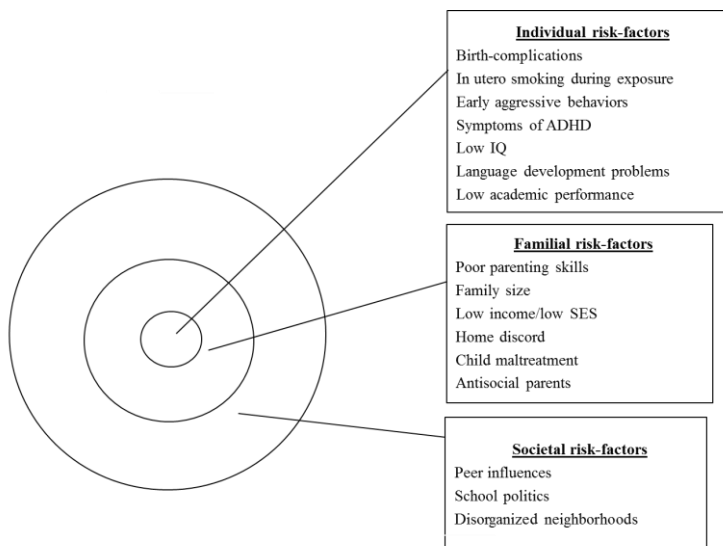 Individual risk-factors
Birth-complications
In utero smoking during exposure
Early aggressive behaviors
Symptoms of ADHD
Low IQ
Language development problems
Low academic performance
Familial risk-factors
Poor parenting skills
Family size
Low income/low SES
Home discord
Child maltreatment
Antisocial parents
Societal risk-factors
Peer influences
School politics
Disorganized neighborhoods